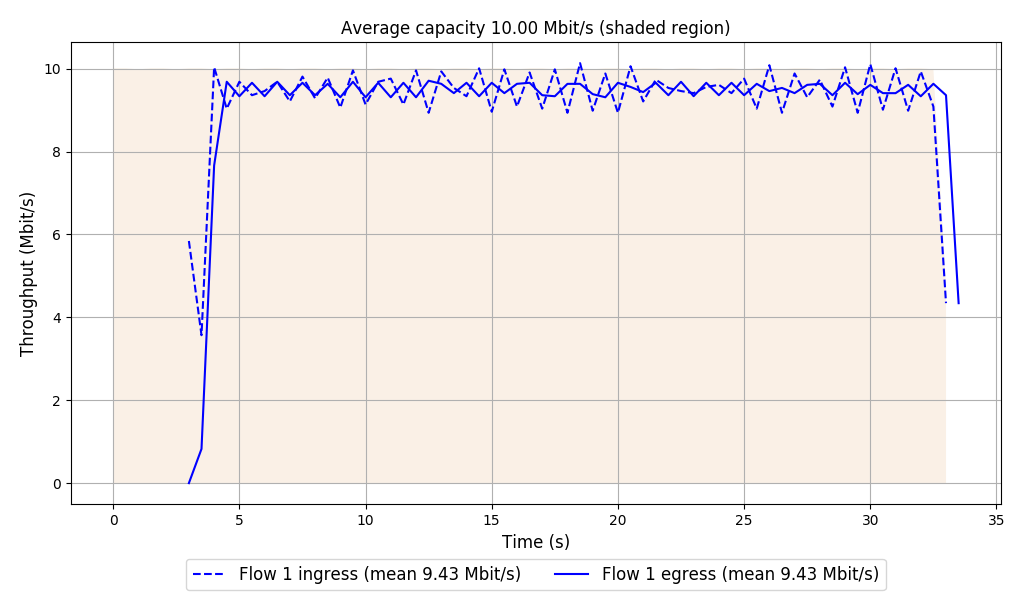 Average capacity 10.00 Mbit/s (shaded region)
Throughput (Mbit/s)
10
8
6
4
2
0
0 5 10 15 20 25 30 35
Time (s)
Flow 1 ingress (mean 9.43 Mbit/s) Flow 1 egress (mean 9.43 Mbit/s)